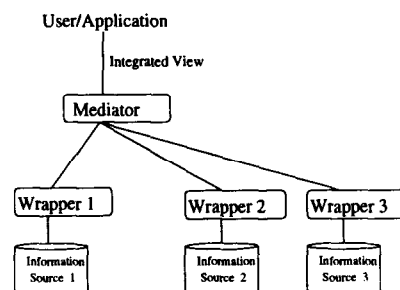 User/Application
Integrated View
Mediator
Wrapper 1
Wrapper 2
Wrapper 3
Information
Source 1
Information
Source 2
Information
Source 3